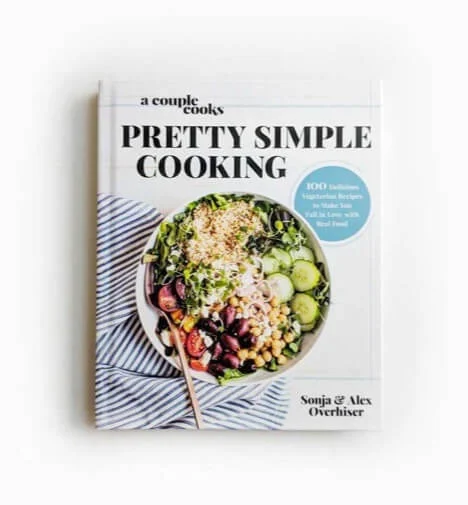 a couple
cooks
PRETTY SIMPLE
COOKING
100 Delicious
Vegetarian Recipes
to Make You
Fall in Love with
Real Food
Sonja & Alex
Overhiser